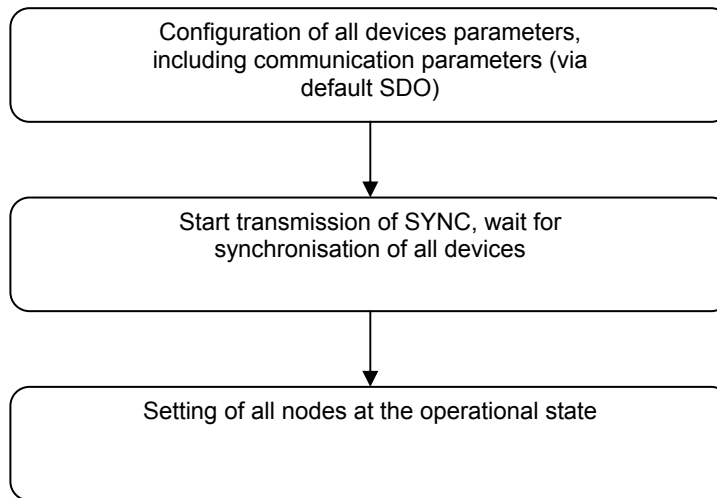 Configuration of all devices parameters,
including communication parameters (via
default SDO)
Start transmission of SYNC, wait for
synchronisation of all devices
Setting of all nodes at the operational state